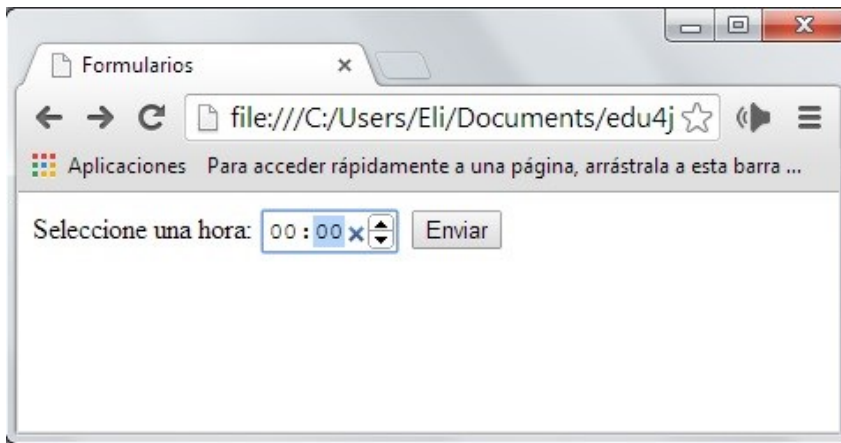 Formularios
file:///C:/Users/Eli/Documents/edu4j
Aplicaciones Para acceder rápidamente a una página, arrástrala a esta barra ...
Seleccione una hora: 00:00 Enviar